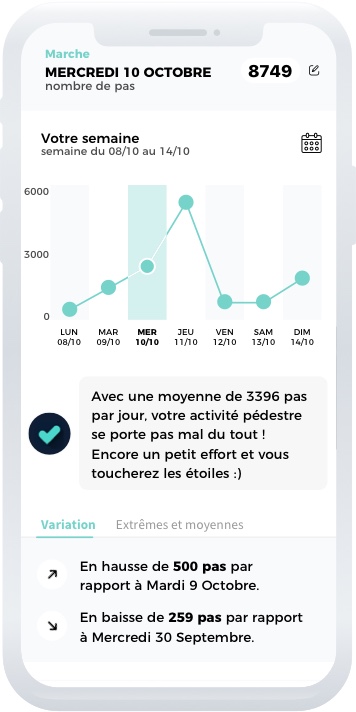 Marche
MERCREDI 10 OCTOBRE
8749
nombre de pas
Votre semaine
semaine du 08/10 au 14/10
6000
3000
0
LUN MAR MER JEU VEN SAM DIM
08/10 09/10 10/10 11/10 12/10 13/10 14/10
Avec une moyenne de 3396 pas
par jour, votre activité pédestre
se porte pas mal du tout !
Encore un petit effort et vous
toucherez les étoiles :)
Variation Extrêmes et moyennes
En hausse de 500 pas par
rapport à Mardi 9 Octobre.
En baisse de 259 pas par rapport
à Mercredi 30 Septembre.